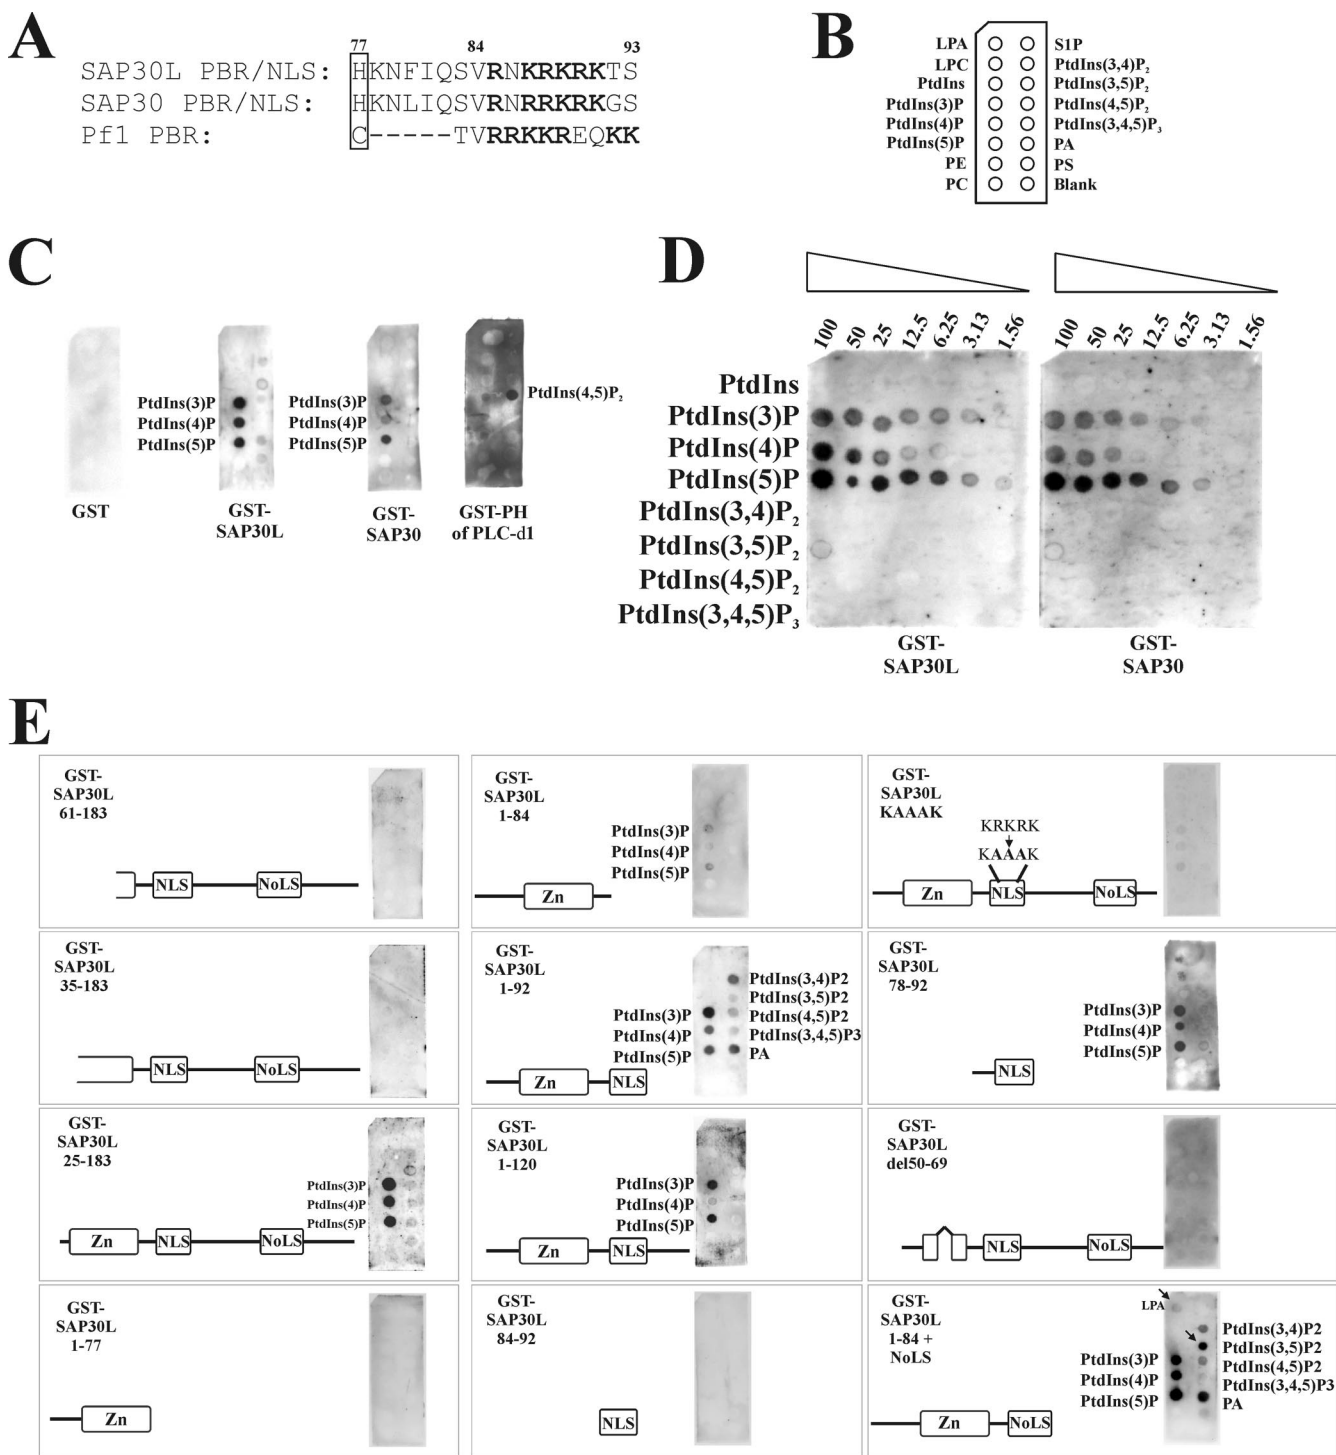 A
77 84 93
SAP30L PBR/NLS: HKNFIQSVRNKRKRKTS
SAP30 PBR/NLS: HKNLIQSVRNRRKRKGS
Pf1 PBR: C-----TVRRKKREQKK
B
LPA S1P
LPC PtdIns(3,4)P2
PtdIns PtdIns(3,5)P2
PtdIns(3)P PtdIns(4,5)P2
PtdIns(4)P PtdIns(3,4,5)P3
PtdIns(5)P PA
PE PS
PC Blank
C
PtdIns(3)P
PtdIns(4)P
PtdIns(5)P
PtdIns(3)P
PtdIns(4)P
PtdIns(5)P
PtdIns(4,5)P2
GST
GST-
SAP30L
GST-
SAP30
GST-PH
of PLC-d1
D
100 50 25 12.5 6.25 3.13 1.56
100 50 25 12.5 6.25 3.13 1.56
PtdIns
PtdIns(3)P
PtdIns(4)P
PtdIns(5)P
PtdIns(3,4)P2
PtdIns(3,5)P2
PtdIns(4,5)P2
PtdIns(3,4,5)P3
GST-
SAP30L
GST-
SAP30
E
GST-
SAP30L
61-183
NLS NoLS
GST-
SAP30L
1-84
PtdIns(3)P
PtdIns(4)P
PtdIns(5)P
Zn
GST-
SAP30L
KAAAK
KRKRK
KAAAK
Zn NLS NoLS
GST-
SAP30L
35-183
NLS NoLS
GST-
SAP30L
1-92
PtdIns(3)P
PtdIns(4)P
PtdIns(5)P
PtdIns(3,4)P2
PtdIns(3,5)P2
PtdIns(4,5)P2
PtdIns(3,4,5)P3
PA
Zn NLS
GST-
SAP30L
78-92
PtdIns(3)P
PtdIns(4)P
PtdIns(5)P
NLS
GST-
SAP30L
25-183
PtdIns(3)P
PtdIns(4)P
PtdIns(5)P
Zn NLS NoLS
GST-
SAP30L
1-120
PtdIns(3)P
PtdIns(4)P
PtdIns(5)P
Zn NLS
GST-
SAP30L
del50-69
NLS NoLS
GST-
SAP30L
1-77
Zn
GST-
SAP30L
84-92
NLS
GST-
SAP30L
1-84 +
NoLS
LPA
PtdIns(3)P
PtdIns(4)P
PtdIns(5)P
PtdIns(3,4)P2
PtdIns(3,5)P2
PtdIns(4,5)P2
PtdIns(3,4,5)P3
PA
Zn NoLS